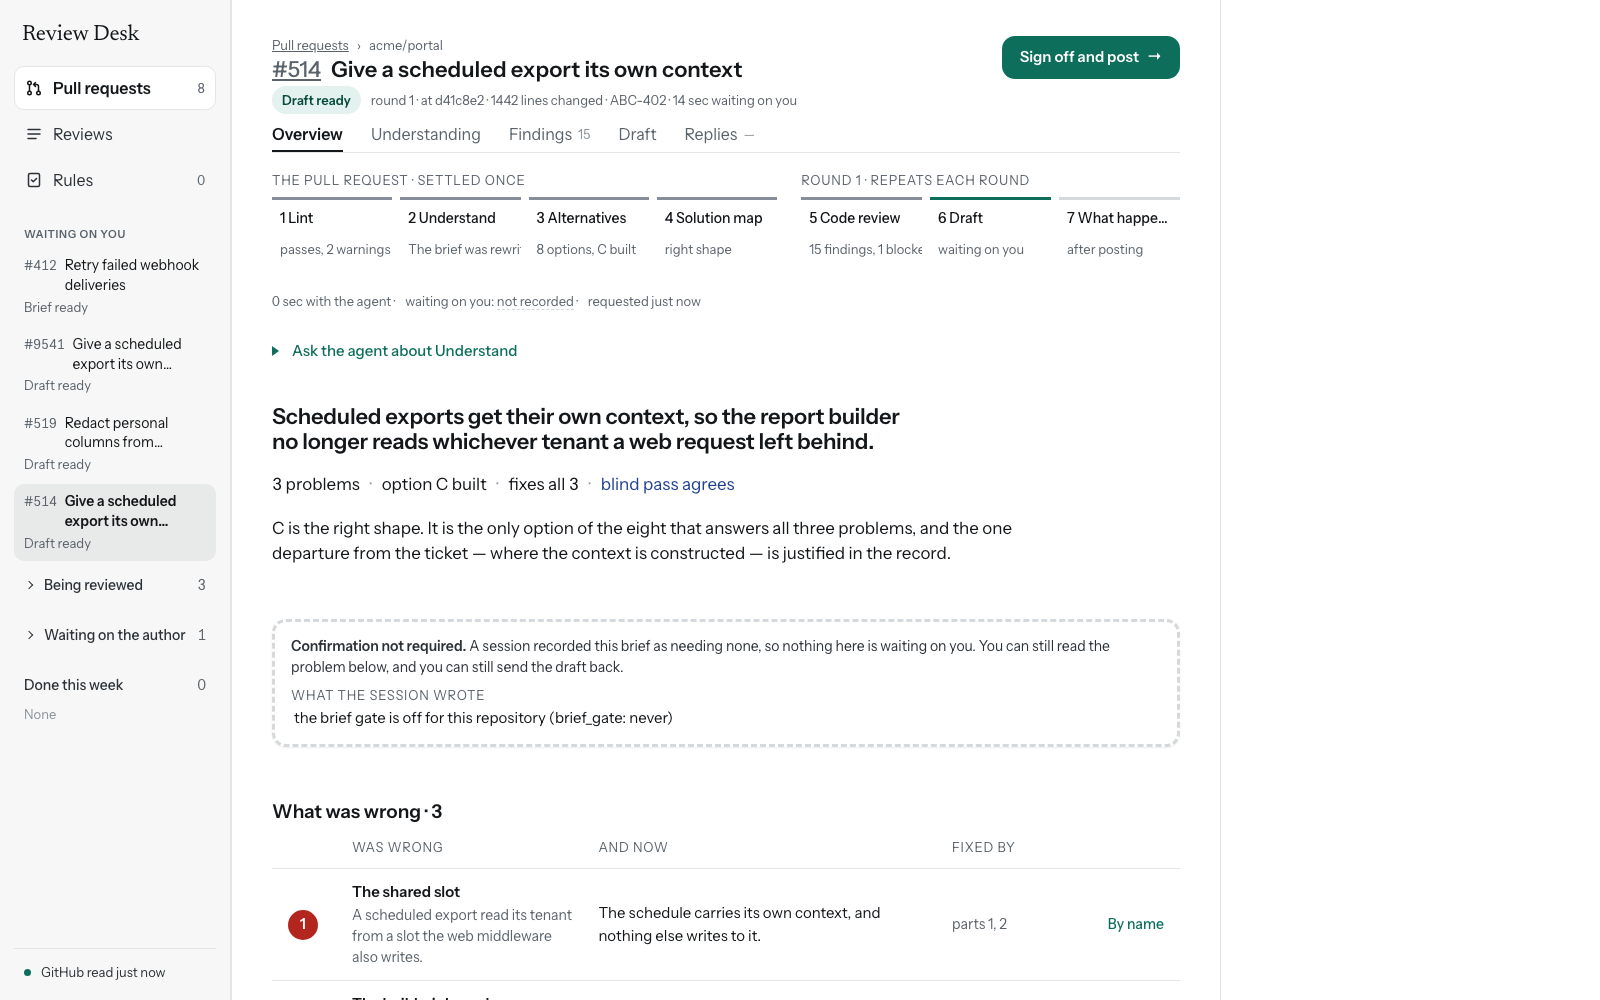 Review Desk
Pull requests 8
Reviews
Rules 0
WAITING ON YOU
#412 Retry failed webhook
deliveries
Brief ready
#9541 Give a scheduled
export its own…
Draft ready
#519 Redact personal
columns from…
Draft ready
#514 Give a scheduled
export its own…
Draft ready
Being reviewed 3
Waiting on the author 1
Done this week 0
None
GitHub read just now
Pull requests › acme/portal
#514 Give a scheduled export its own context
Sign off and post →
Draft ready round 1 · at d41c8e2 · 1442 lines changed · ABC-402 · 14 sec waiting on you
Overview Understanding Findings 15 Draft Replies —
THE PULL REQUEST · SETTLED ONCE
ROUND 1 · REPEATS EACH ROUND
1 Lint 2 Understand 3 Alternatives 4 Solution map 5 Code review 6 Draft 7 What happe…
passes, 2 warnings The brief was rewri 8 options, C built right shape 15 findings, 1 blocke waiting on you after posting
0 sec with the agent · waiting on you: not recorded · requested just now
Ask the agent about Understand
Scheduled exports get their own context, so the report builder
no longer reads whichever tenant a web request left behind.
3 problems · option C built · fixes all 3 · blind pass agrees
C is the right shape. It is the only option of the eight that answers all three problems, and the one
departure from the ticket — where the context is constructed — is justified in the record.
Confirmation not required. A session recorded this brief as needing none, so nothing here is waiting on you. You can still read the
problem below, and you can still send the draft back.
WHAT THE SESSION WROTE
the brief gate is off for this repository (brief_gate: never)
What was wrong · 3
WAS WRONG AND NOW FIXED BY
1
The shared slot
A scheduled export read its tenant
from a slot the web middleware
also writes.
The schedule carries its own context, and
nothing else writes to it.
parts 1, 2
By name